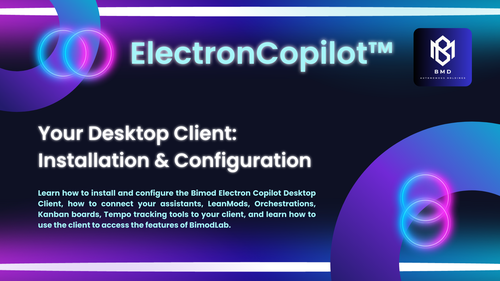 ElectronCopilot™
BMD
AUTONOMOUS HOLDINGS
Your Desktop Client:
Installation & Configuration
Learn how to install and configure the Bimod Electron Copilot Desktop
Client, how to connect your assistants, LeanMods, Orchestrations,
Kanban boards, Tempo tracking tools to your client, and learn how to
use the client to access the features of BimodLab.